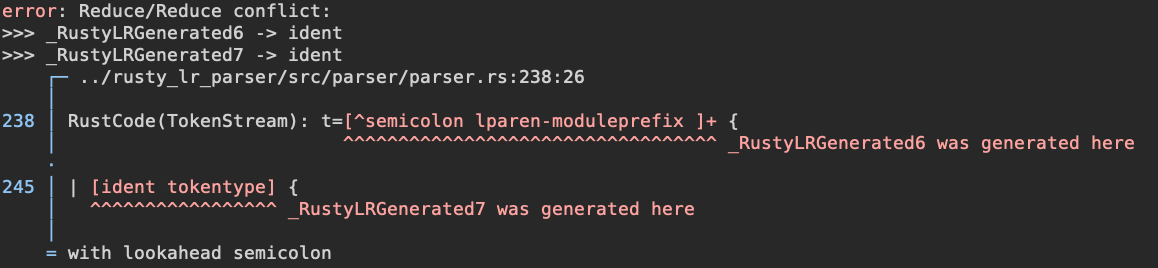 error: Reduce/Reduce conflict:
>>> _RustyLRGenerated6 -> ident
>>> _RustyLRGenerated7 -> ident
┌─ ../rusty_lr_parser/src/parser/parser.rs:238:26
│
238 │ RustCode(TokenStream): t=[^semicolon lparen-moduleprefix ]+ {
│ ^^^^^^^^^^^^^^^^^^^^^^^^^^^^^^^^^^ _RustyLRGenerated6 was generated here
·
245 │ | [ident tokentype] {
│ ^^^^^^^^^^^^^^^^^ _RustyLRGenerated7 was generated here
│
= with lookahead semicolon